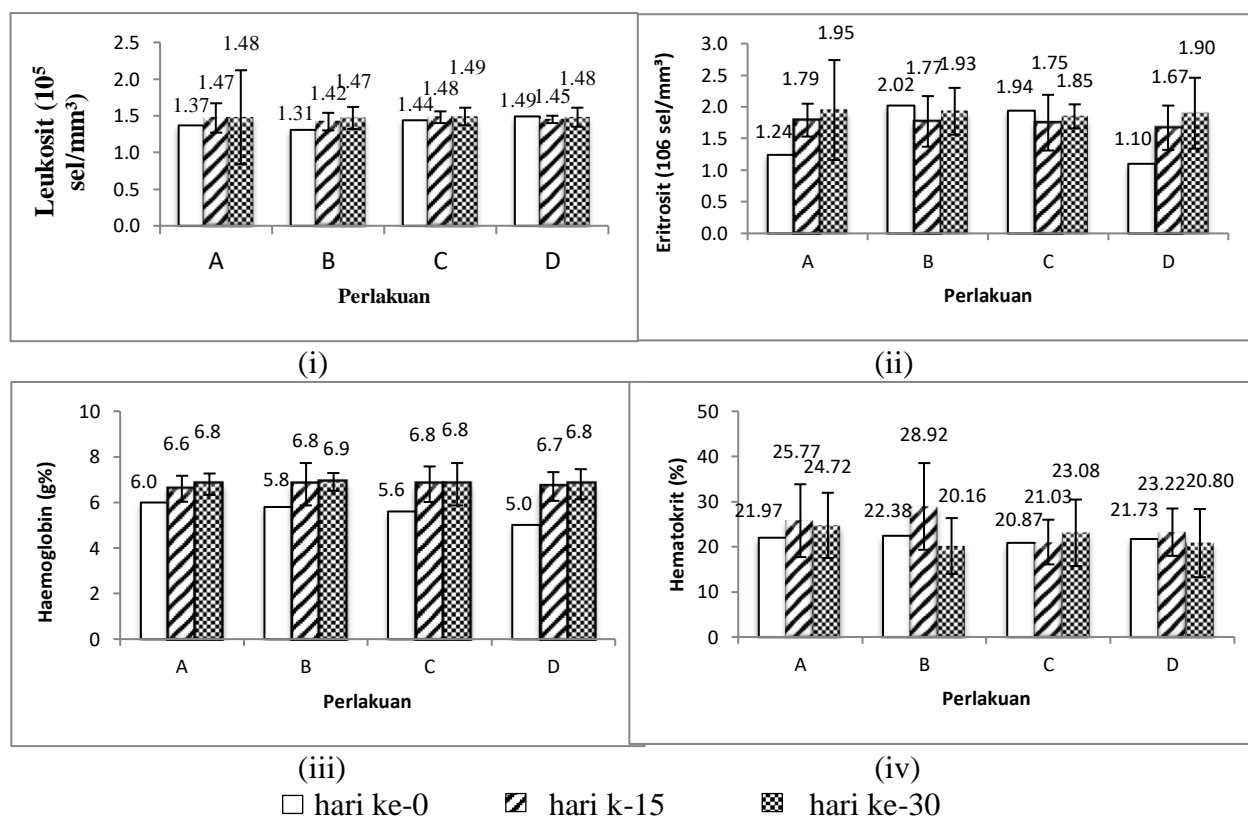 Leukosit (10⁵
sel/mm³)
2.5
2.0
1.5
1.0
0.5
0.0
1.37 1.47 1.48
1.31 1.42 1.47
1.44 1.48 1.49
1.49 1.45 1.48
A B C D
Perlakuan
(i)
Eritrosit (106 sel/mm³)
3.0
2.5
2.0
1.5
1.0
0.5
0.0
1.24 1.79 1.95
2.02 1.77 1.93
1.94 1.75 1.85
1.10 1.67 1.90
A B C D
Perlakuan
(ii)
Haemoglobin (g%)
10
8
6
4
2
0
6.0 6.6 6.8
5.8 6.8 6.9
5.6 6.8 6.8
5.0 6.7 6.8
A B C D
Perlakuan
(iii)
Hematokrit (%)
50
40
30
20
10
0
21.97 25.77 24.72
22.38 28.92 20.16
20.87 21.03 23.08
21.73 23.22 20.80
A B C D
Perlakuan
(iv)
hari ke-0 hari k-15 hari ke-30